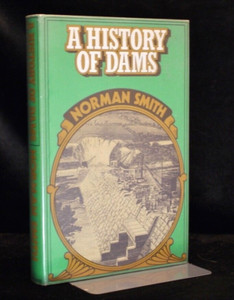 A HISTORY
OF DAMS
NORMAN SMITH